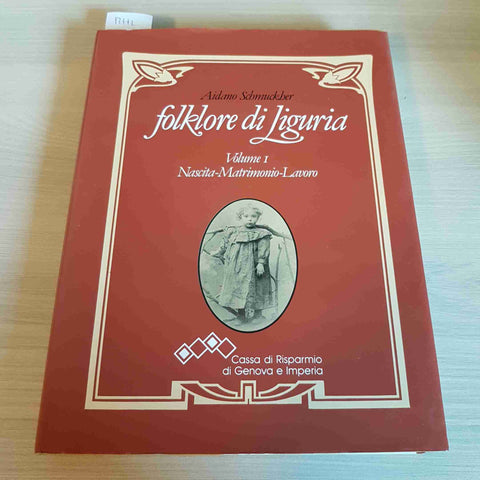 Aidano Schmuckher
folklore di Liguria
Volume I
Nascita-Matrimonio-Lavoro
Cassa di Risparmio
di Genova e Imperia